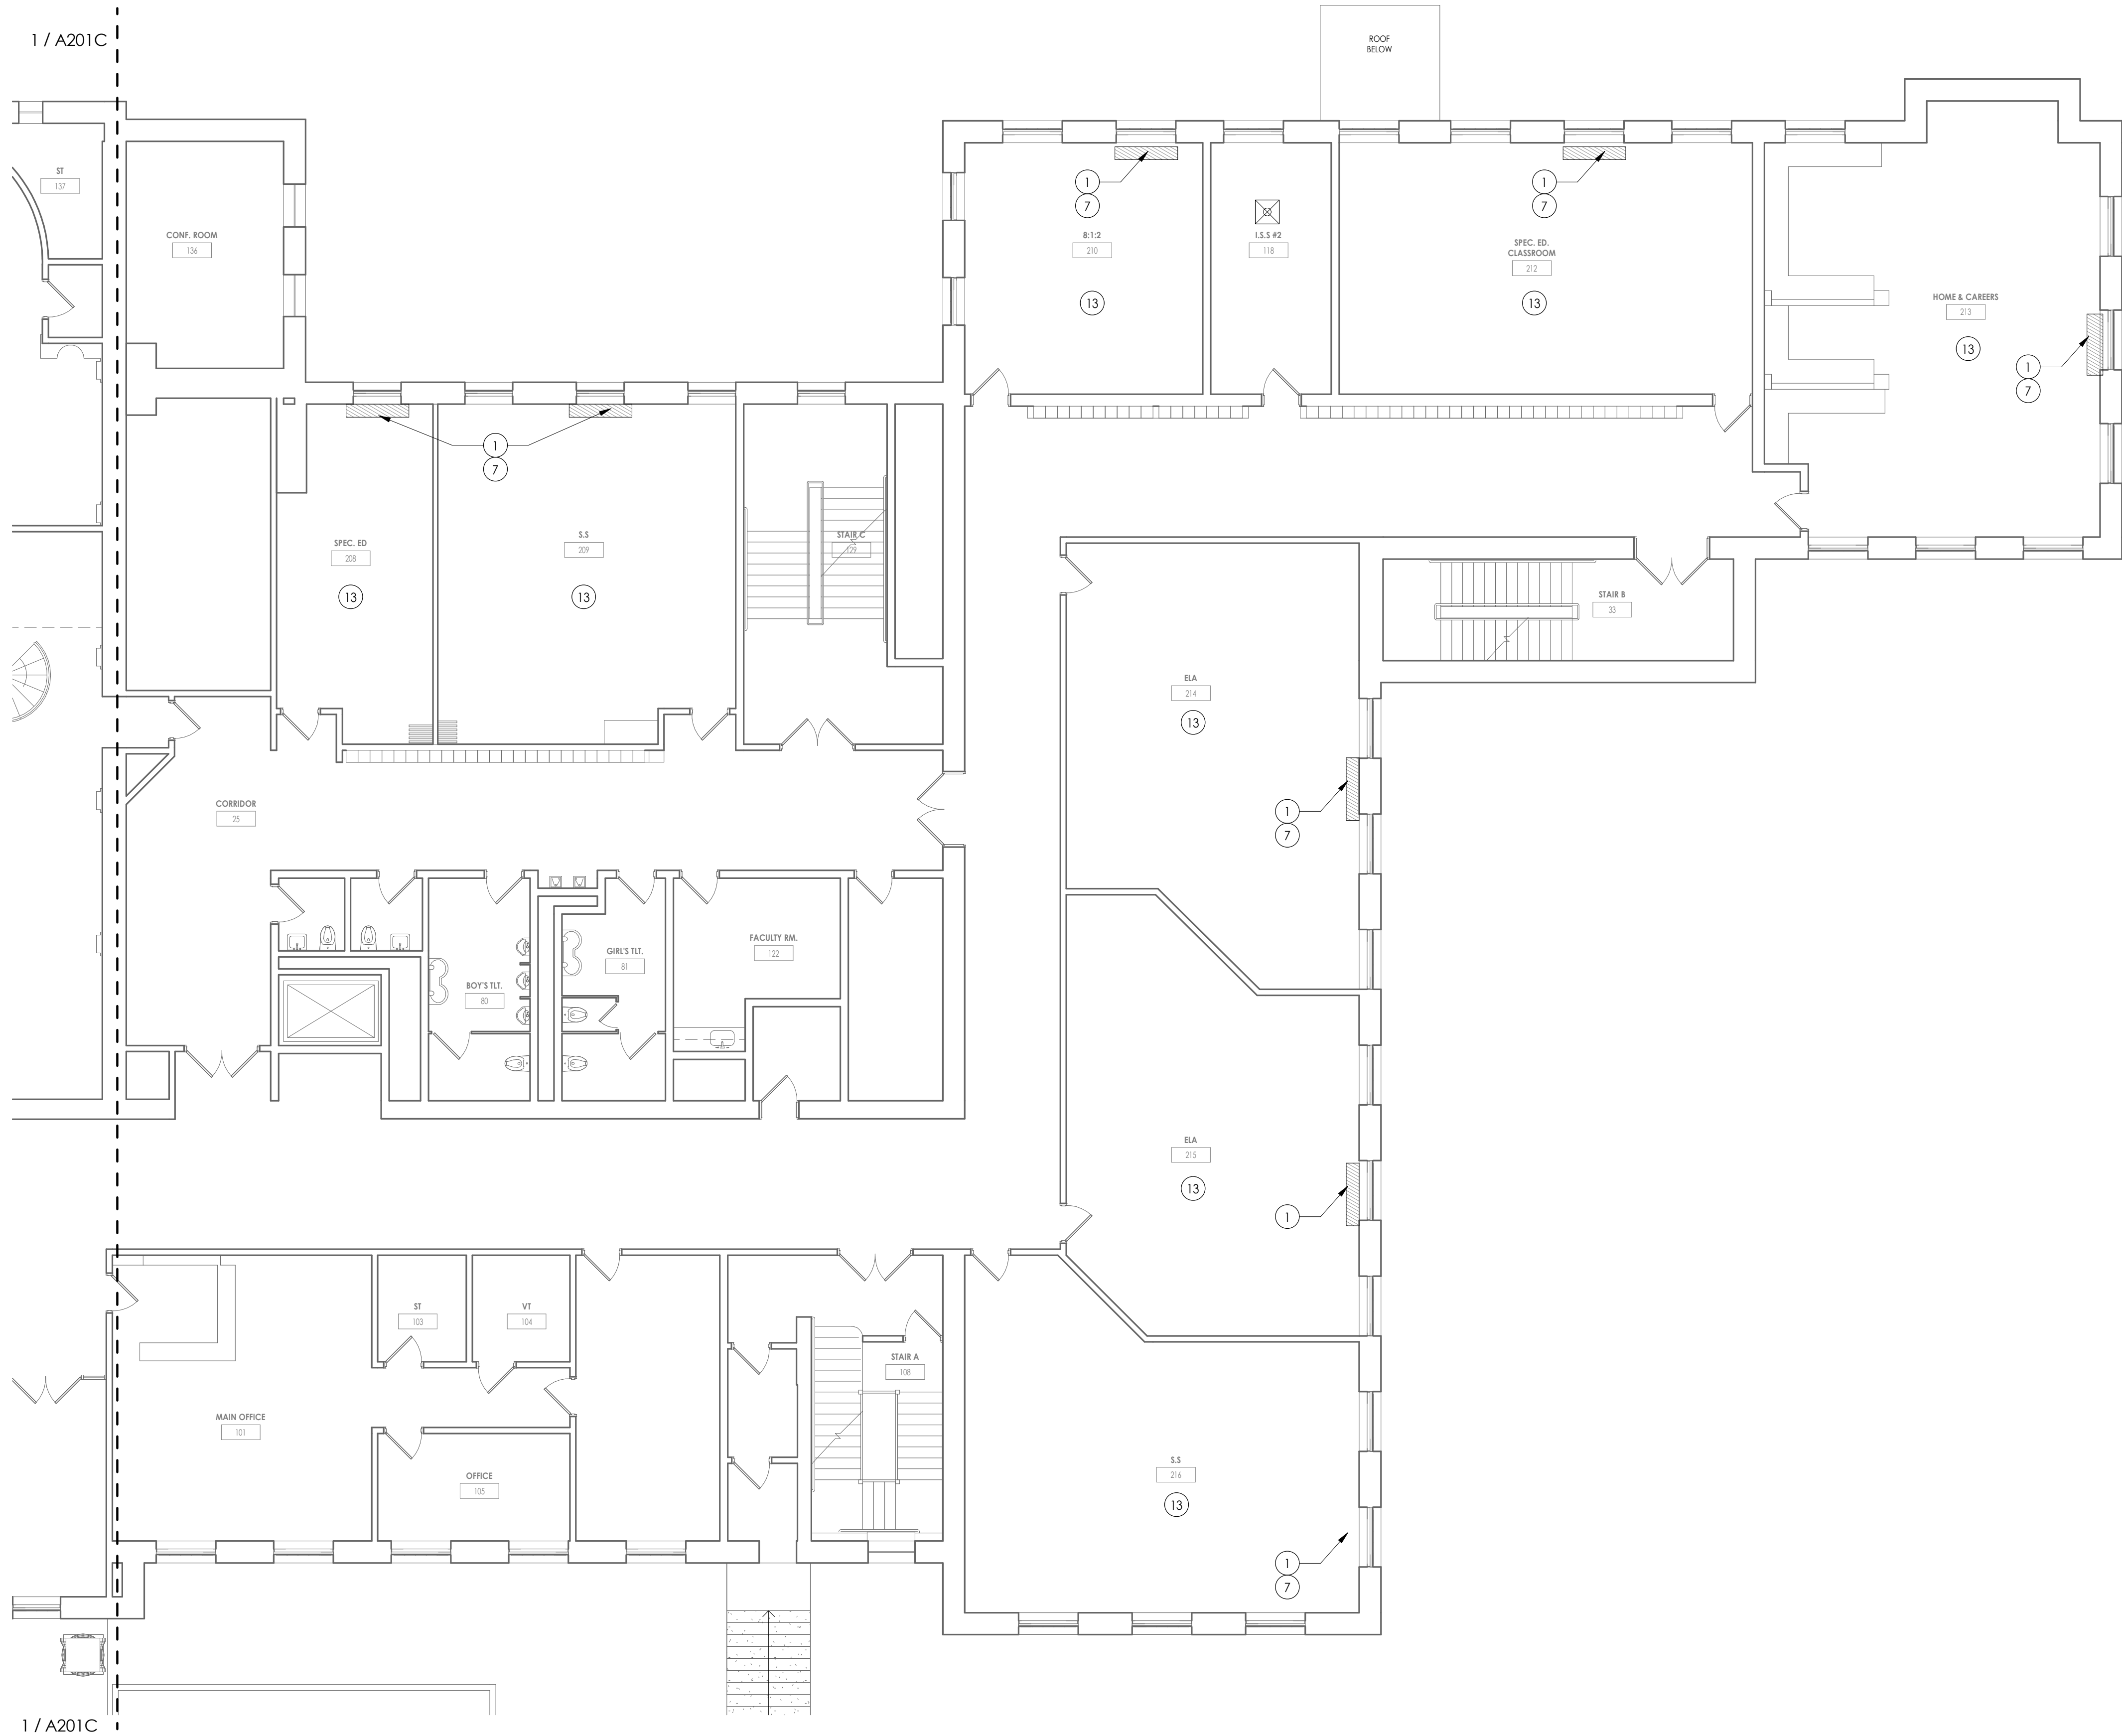 1 / A201C
ROOF
BELOW
ST
137
CONF. ROOM
136
1
7
8:1:2
210
13
I.S.S #2
118
1
7
SPEC. ED.
CLASSROOM
212
13
HOME & CAREERS
213
13
1
7
1
7
SPEC. ED
208
13
S.S
209
13
STAIR C
129
STAIR B
33
ELA
214
13
1
7
CORRIDOR
25
BOY'S TLT.
80
GIRL'S TLT.
81
FACULTY RM.
122
ELA
215
13
1
ST
103
VT
104
STAIR A
108
MAIN OFFICE
101
OFFICE
105
S.S
216
13
1
7
1 / A201C